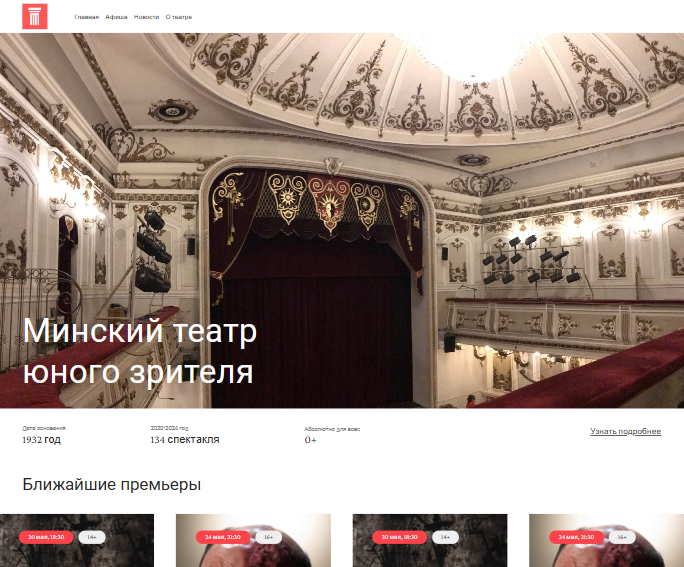 Главная Афиша Новости О театре
Минский театр
юного зрителя
Дата основания
1932 год
2020-2024 год
134 спектакля
Абсолютно для всех
0+
Узнать подробнее
Ближайшие премьеры
30 мая, 18:30 14+
24 мая, 21:30 16+
30 мая, 18:30 14+
24 мая, 21:30 16+